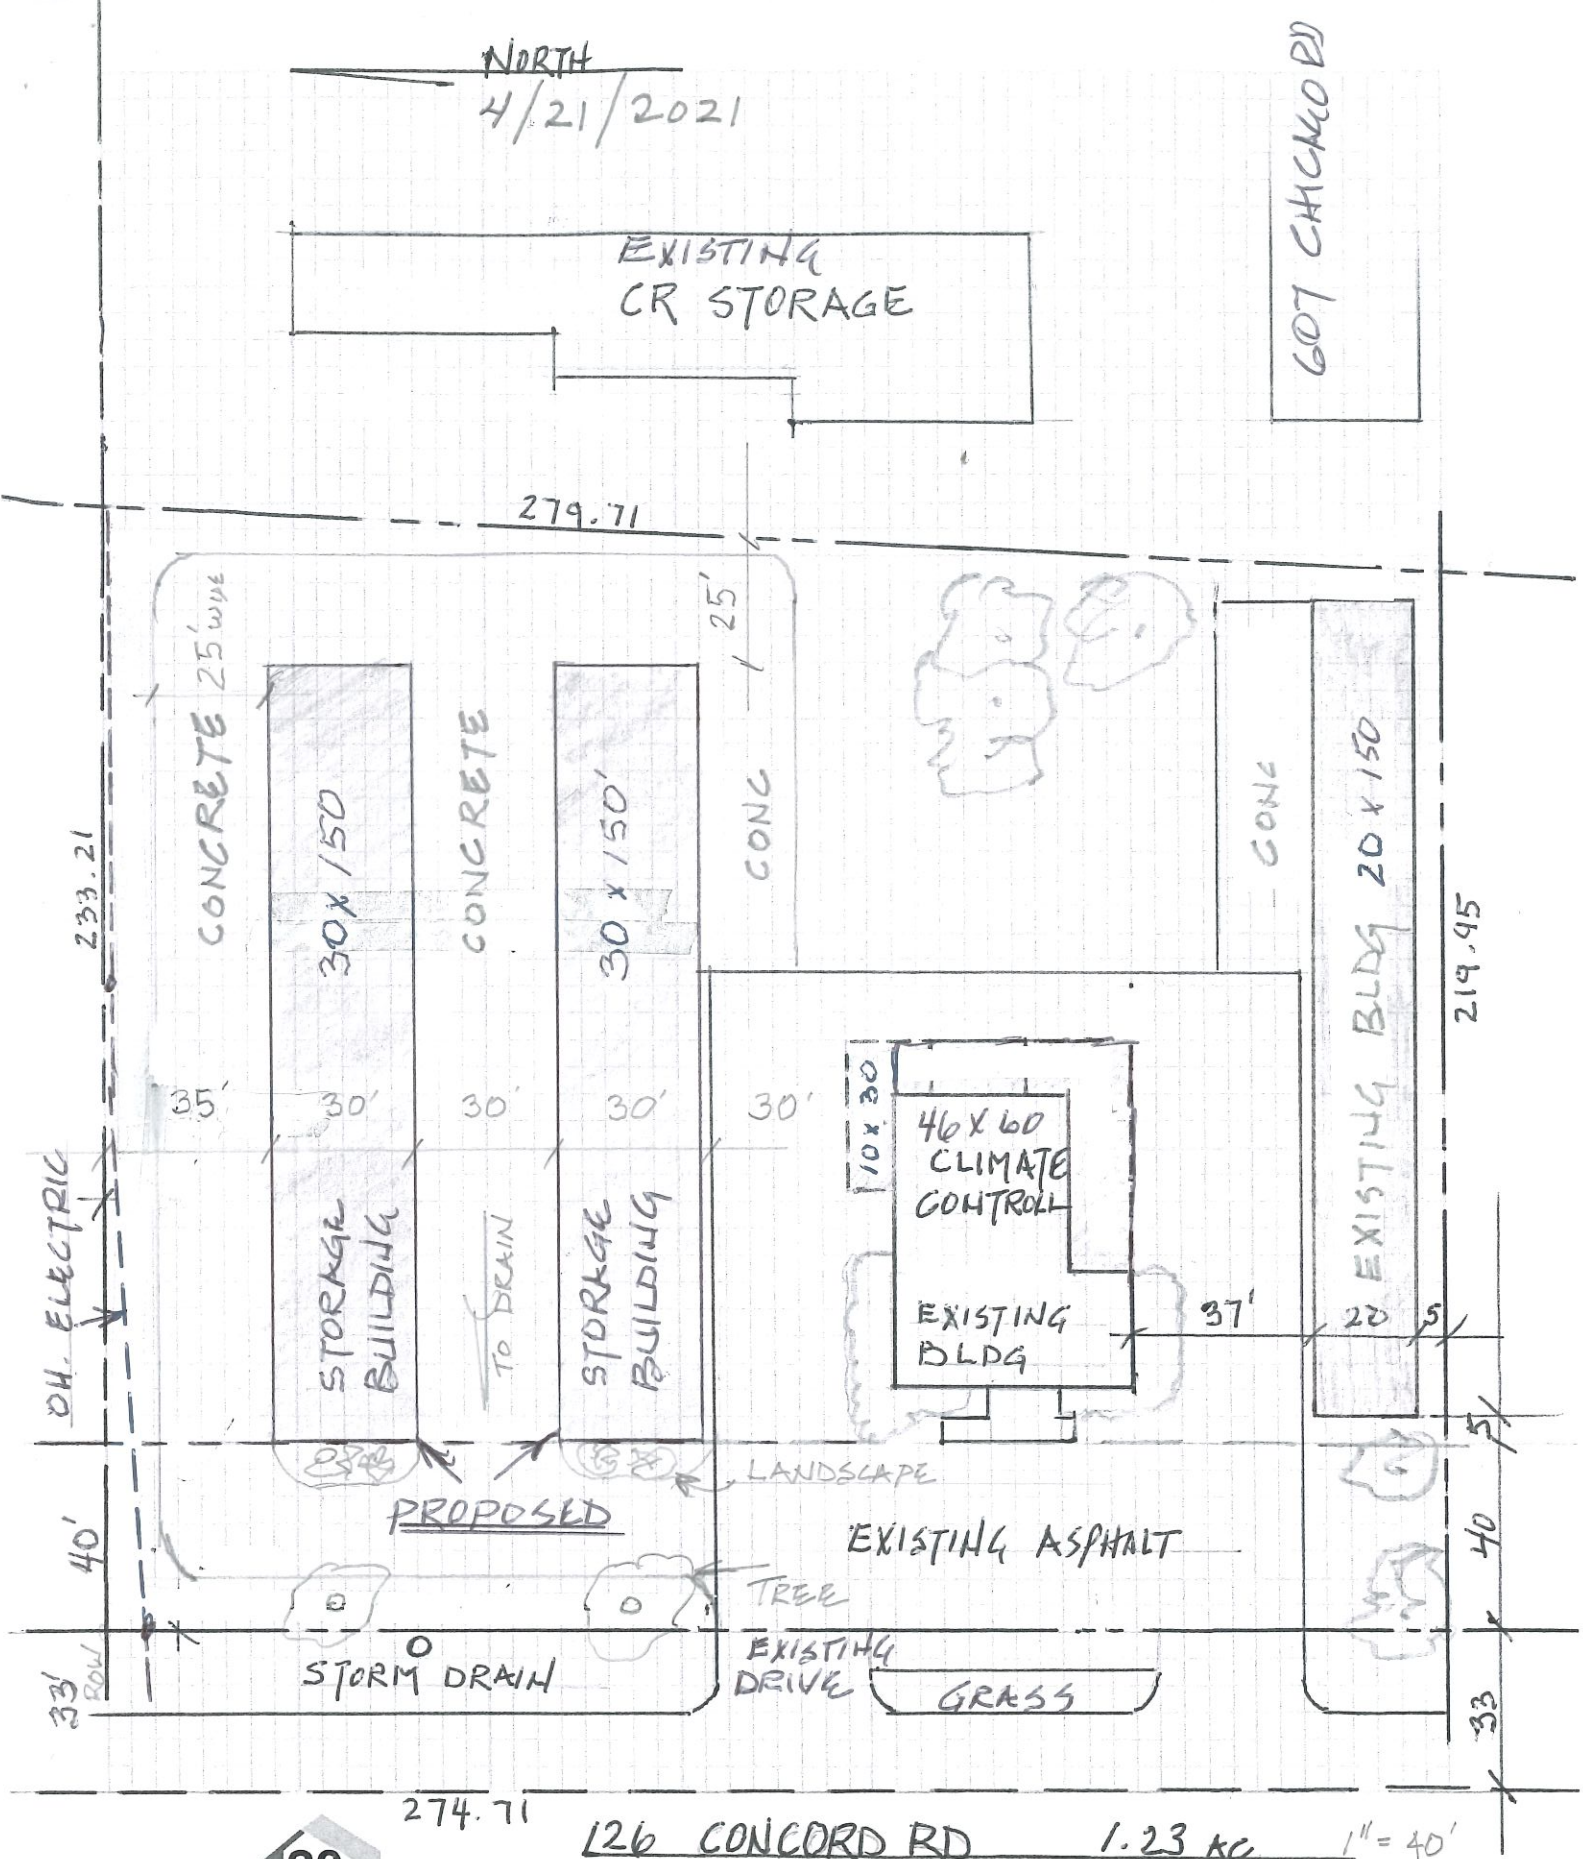 NORTH
4/21/2021
607 CHICAGO RD
EXISTING
CR STORAGE
279.71
25'
CONCRETE 25' WIDE
CONCRETE
CONC
CONC
30 x 150
30 x 150'
EXISTING BLDG 20 x 150
233.21
219.95
35'
30'
30'
30'
30'
10 x 30
46 X 60
CLIMATE
CONTROLL
EXISTING
BLDG
OH. ELECTRIC
STORAGE
BUILDING
TO DRAIN
STORAGE
BUILDING
37'
20
5
5
LANDSCAPE
PROPOSED
EXISTING ASPHALT
40'
40
TREE
EXISTING
DRIVE
STORM DRAIN
GRASS
33'
ROW
33
274.71
126 CONCORD RD
1.23 AC
1" = 40'